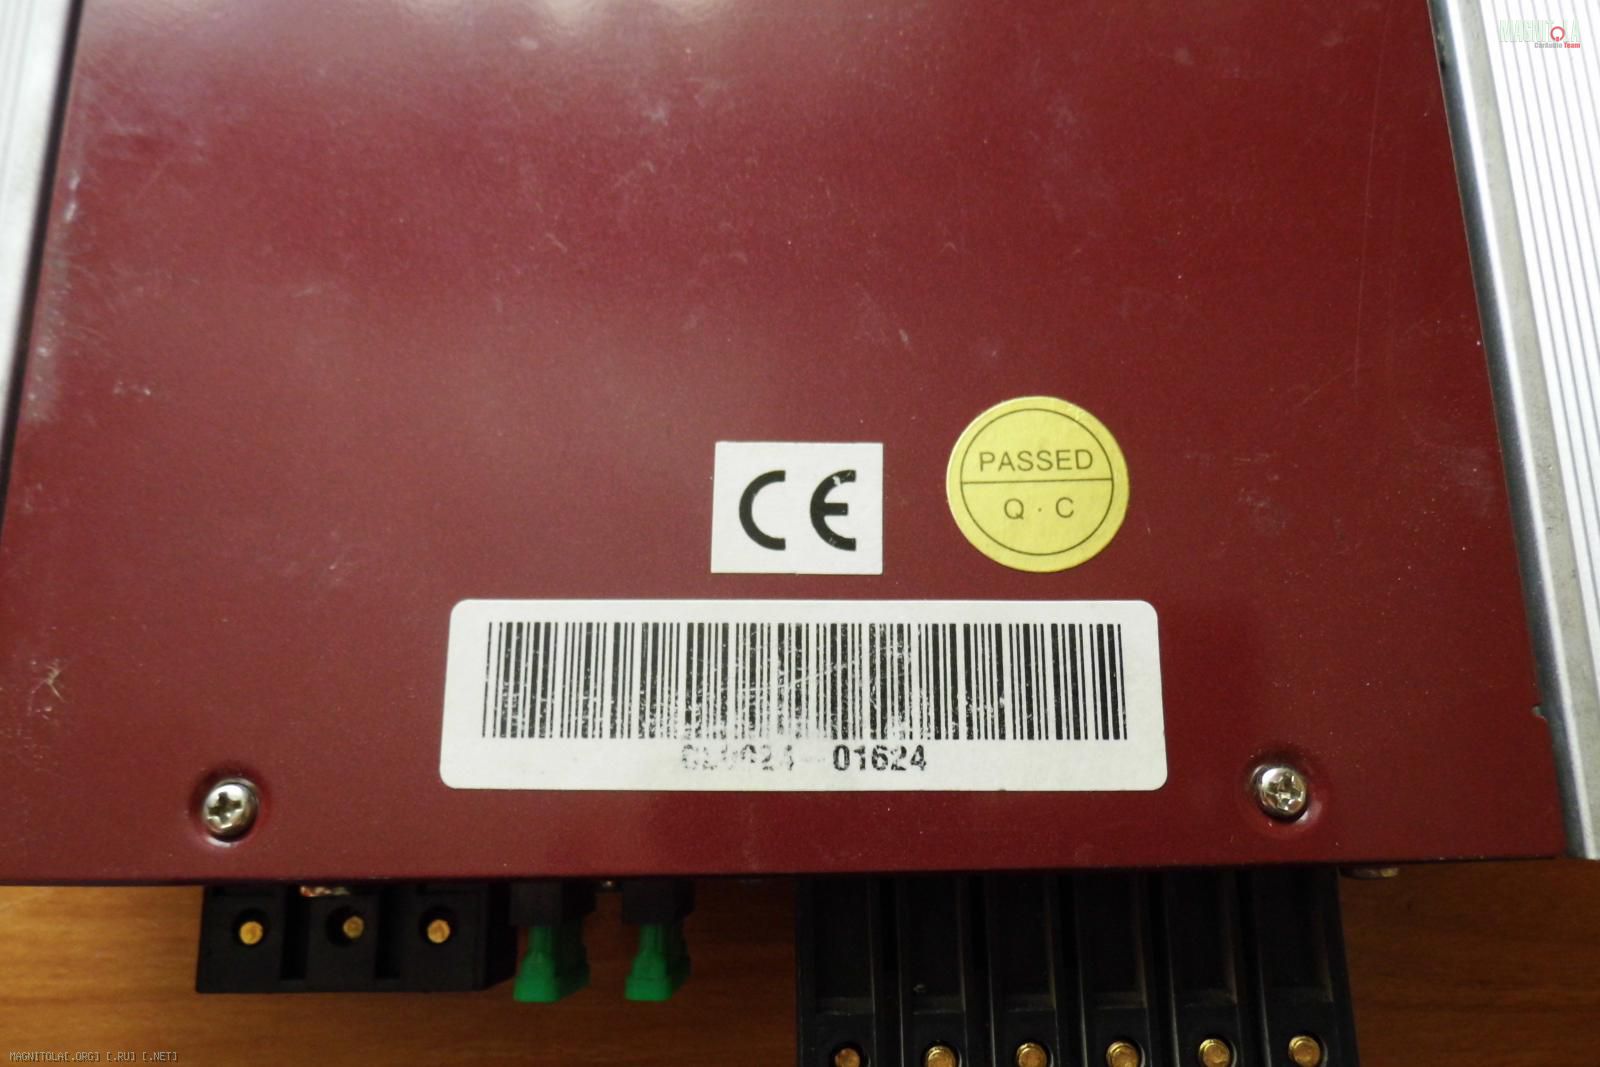 MAGNITOLA
CarAudio Team
PASSED
Q · C
CE
01624
MAGNITOLA[.ORG] [.RU] [.NET]